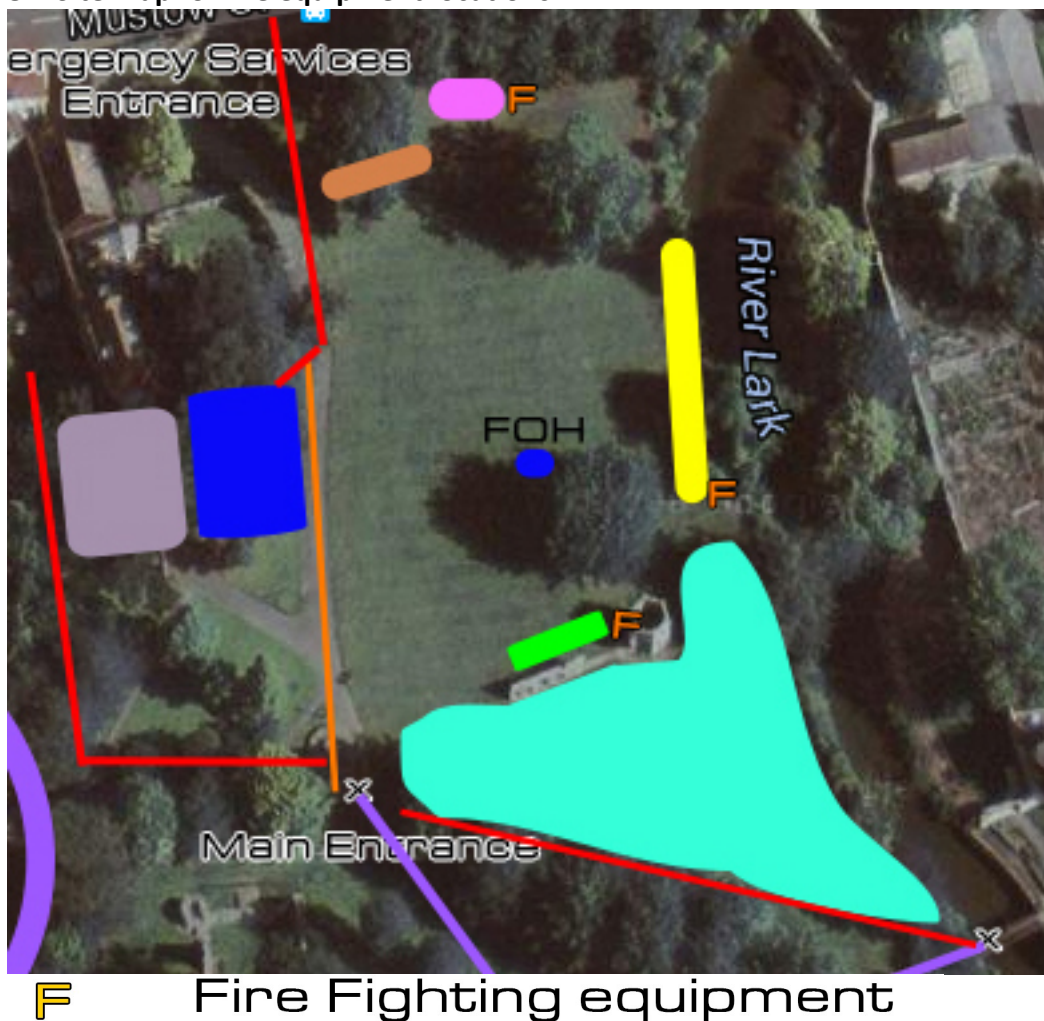 Mustow
ergency Services
Entrance
F
River Lark
FOH
F
F
X
Main Entrance
X
F Fire Fighting equipment